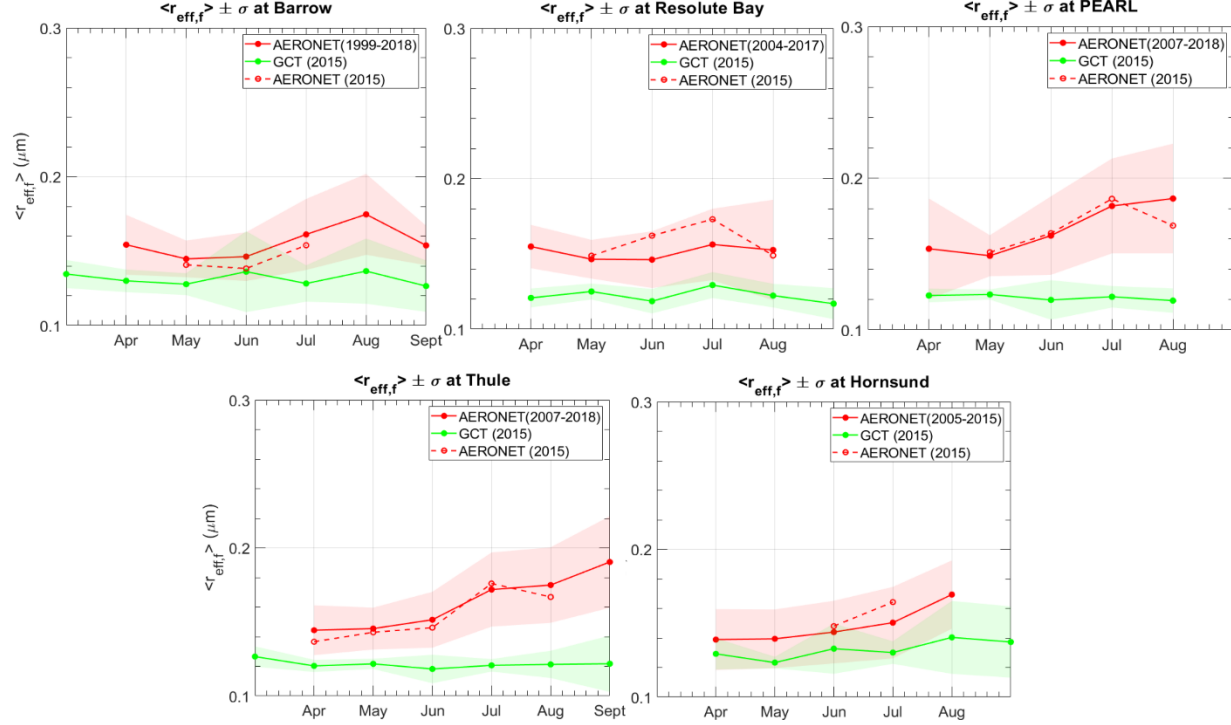 <r_eff,f> ± σ at Barrow
0.3
AERONET(1999-2018)
GCT (2015)
AERONET (2015)
<r_eff,f> (μm)
0.2
0.1
Apr May Jun Jul Aug Sept
<r_eff,f> ± σ at Resolute Bay
0.3
AERONET(2004-2017)
GCT (2015)
AERONET (2015)
0.2
0.1
Apr May Jun Jul Aug
<r_eff,f> ± σ at PEARL
0.3
AERONET(2007-2018)
GCT (2015)
AERONET (2015)
0.2
0.1
Apr May Jun Jul Aug
<r_eff,f> ± σ at Thule
0.3
AERONET(2007-2018)
GCT (2015)
AERONET (2015)
<r_eff,f> (μm)
0.2
0.1
Apr May Jun Jul Aug Sept
<r_eff,f> ± σ at Hornsund
0.3
AERONET(2005-2015)
GCT (2015)
AERONET (2015)
0.2
0.1
Apr May Jun Jul Aug